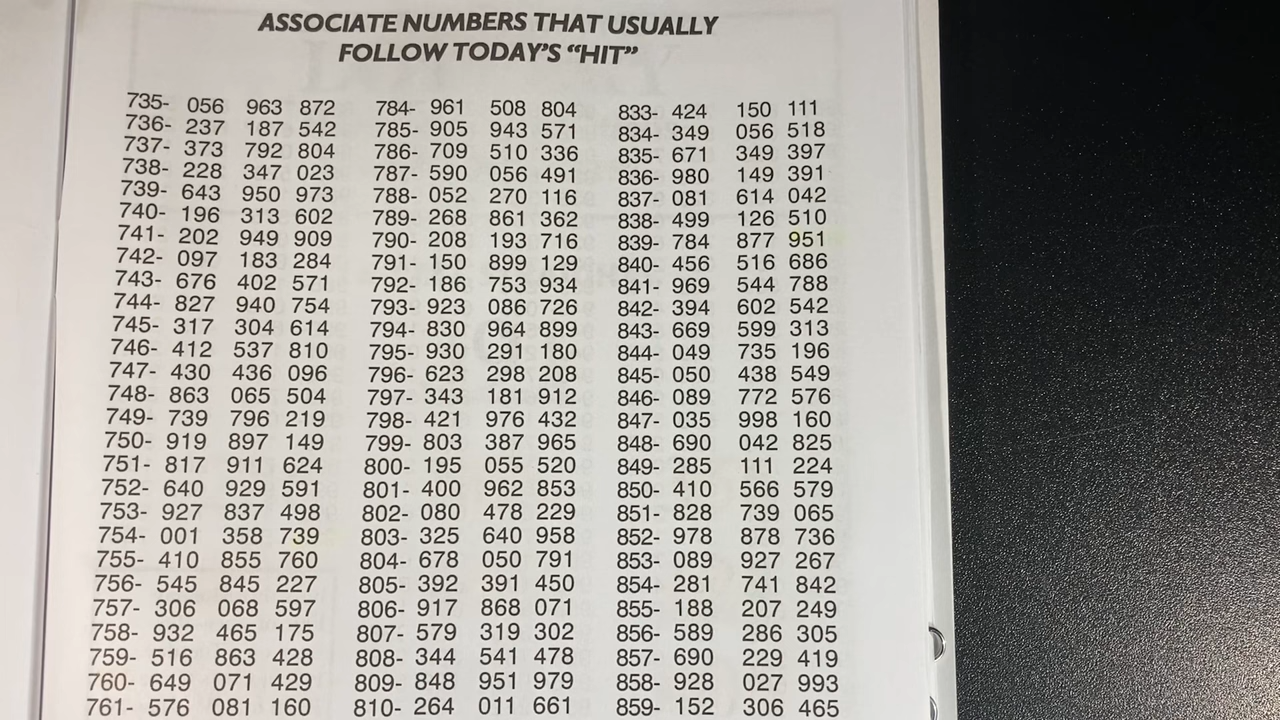 ASSOCIATE NUMBERS THAT USUALLY
FOLLOW TODAY'S “HIT”
735- 056 963 872 784- 961 508 804 833- 424 150 111
736- 237 187 542 785- 905 943 571 834- 349 056 518
737- 373 792 804 786- 709 510 336 835- 671 349 397
738- 228 347 023 787- 590 056 491 836- 980 149 391
739- 643 950 973 788- 052 270 116 837- 081 614 042
740- 196 313 602 789- 268 861 362 838- 499 126 510
741- 202 949 909 790- 208 193 716 839- 784 877 951
742- 097 183 284 791- 150 899 129 840- 456 516 686
743- 676 402 571 792- 186 753 934 841- 969 544 788
744- 827 940 754 793- 923 086 726 842- 394 602 542
745- 317 304 614 794- 830 964 899 843- 669 599 313
746- 412 537 810 795- 930 291 180 844- 049 735 196
747- 430 436 096 796- 623 298 208 845- 050 438 549
748- 863 065 504 797- 343 181 912 846- 089 772 576
749- 739 796 219 798- 421 976 432 847- 035 998 160
750- 919 897 149 799- 803 387 965 848- 690 042 825
751- 817 911 624 800- 195 055 520 849- 285 111 224
752- 640 929 591 801- 400 962 853 850- 410 566 579
753- 927 837 498 802- 080 478 229 851- 828 739 065
754- 001 358 739 803- 325 640 958 852- 978 878 736
755- 410 855 760 804- 678 050 791 853- 089 927 267
756- 545 845 227 805- 392 391 450 854- 281 741 842
757- 306 068 597 806- 917 868 071 855- 188 207 249
758- 932 465 175 807- 579 319 302 856- 589 286 305
759- 516 863 428 808- 344 541 478 857- 690 229 419
760- 649 071 429 809- 848 951 979 858- 928 027 993
761- 576 081 160 810- 264 011 661 859- 152 306 465